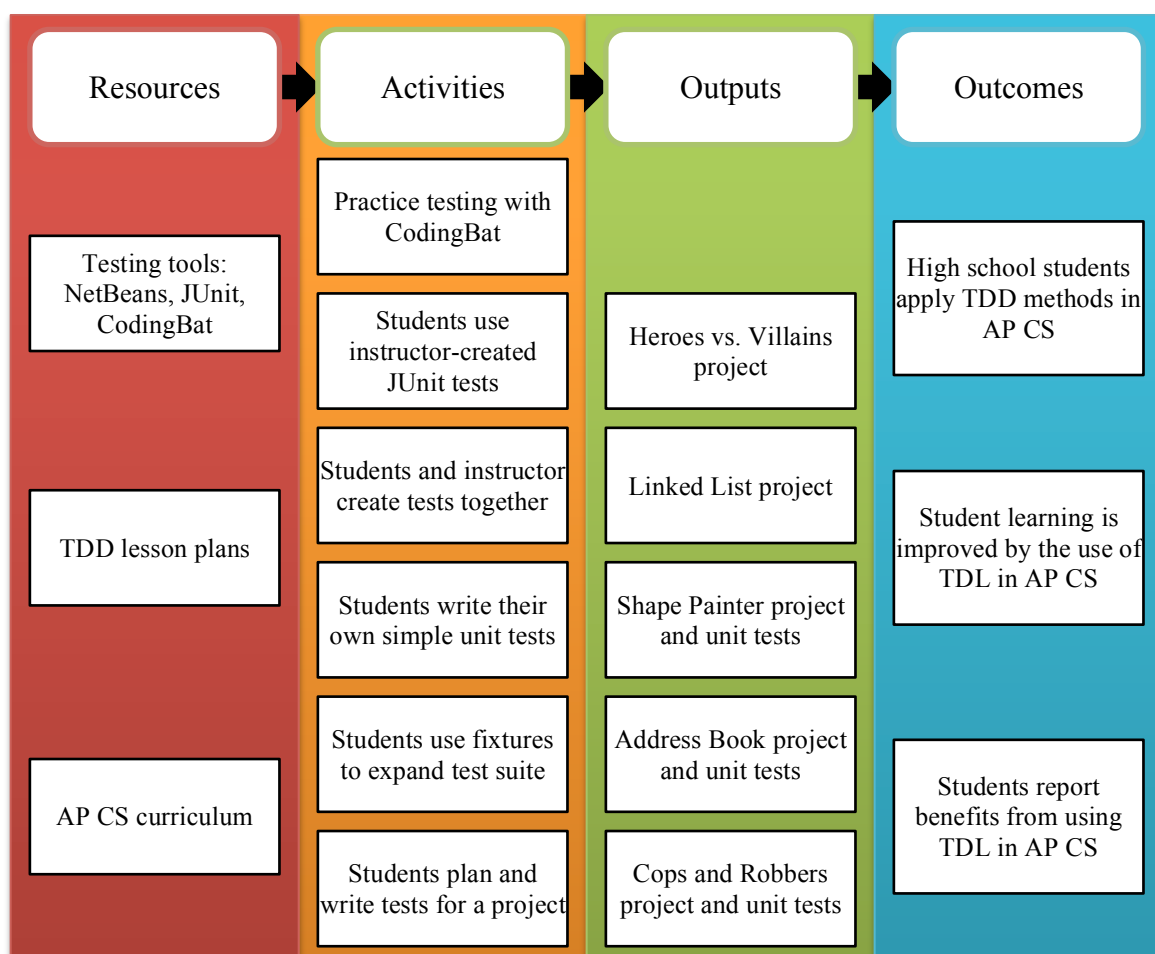 Resources
Activities
Outputs
Outcomes
Testing tools:
NetBeans, JUnit,
CodingBat
TDD lesson plans
AP CS curriculum
Practice testing with
CodingBat
Students use
instructor-created
JUnit tests
Students and instructor
create tests together
Students write their
own simple unit tests
Students use fixtures
to expand test suite
Students plan and
write tests for a project
Heroes vs. Villains
project
Linked List project
Shape Painter project
and unit tests
Address Book project
and unit tests
Cops and Robbers
project and unit tests
High school students
apply TDD methods in
AP CS
Student learning is
improved by the use of
TDL in AP CS
Students report
benefits from using
TDL in AP CS